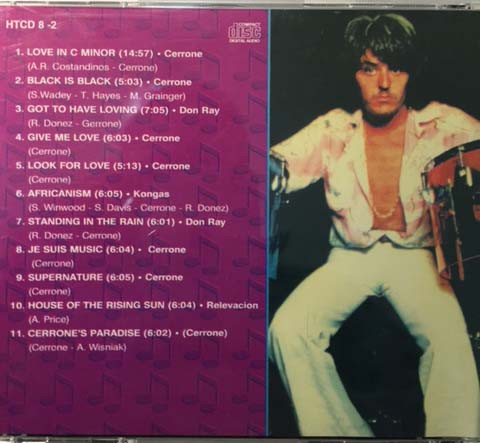 HTCD 8 -2
COMPACT
disc
DIGITAL AUDIO
1. LOVE IN C MINOR (14:57) • Cerrone
(A.R. Costandinos - Cerrone)
2. BLACK IS BLACK (5:03) • Cerrone
(S.Wadey - T. Hayes - M. Grainger)
3. GOT TO HAVE LOVING (7:05) • Don Ray
(R. Donez - Gerrone)
4. GIVE ME LOVE (6:03) • Cerrone
(Cerrone)
5. LOOK FOR LOVE (5:13) • Cerrone
(Cerrone)
6. AFRICANISM (6:05) • Kongas
(S. Winwood - S. Davis - Cerrone - R. Donez)
7. STANDING IN THE RAIN (6:01) • Don Ray
(R. Donez - Cerrone)
8. JE SUIS MUSIC (6:04) • Cerrone
(Cerrone)
9. SUPERNATURE (6:05) • Cerrone
(Cerrone)
10. HOUSE OF THE RISING SUN (6:04) • Relevacion
(A. Price)
11. CERRONE'S PARADISE (6:02) • (Cerrone)
(Cerrone - A. Wisniak)